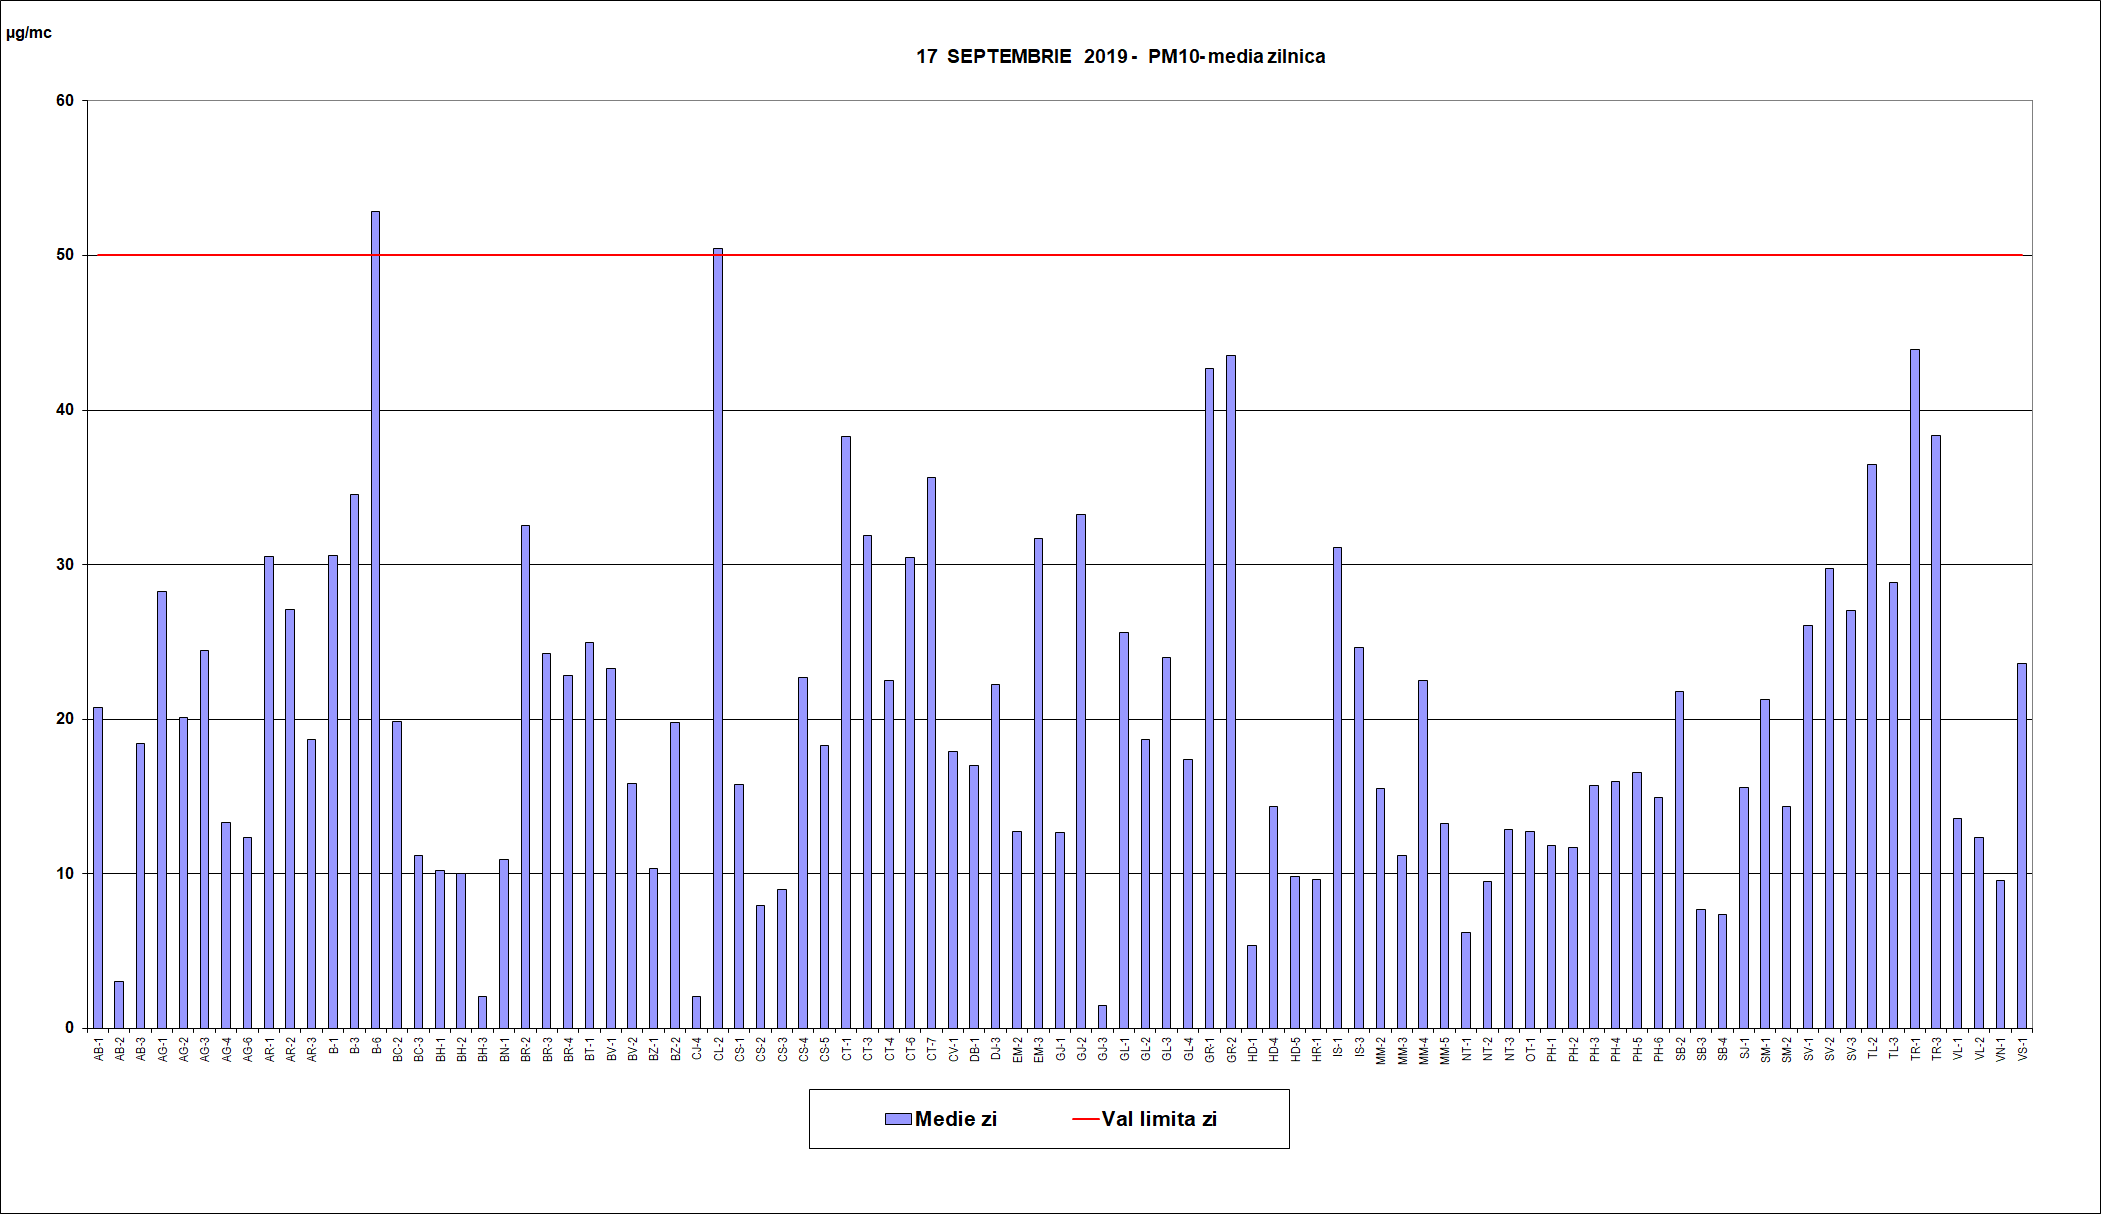 µg/mc
17 SEPTEMBRIE 2019 - PM10- media zilnica
60
50
40
30
20
10
0
AB-1 AB-2 AB-3 AG-1 AG-2 AG-3 AG-4 AG-6 AR-1 AR-2 AR-3 B-1 B-3 B-6 BC-2 BC-3 BH-1 BH-2 BH-3 BN-1 BR-2 BR-3 BR-4 BT-1 BV-1 BV-2 BZ-1 BZ-2 CJ-4 CL-2 CS-1 CS-2 CS-3 CS-4 CS-5 CT-1 CT-3 CT-4 CT-6 CT-7 CV-1 DB-1 DJ-3 EM-2 EM-3 GJ-1 GJ-2 GJ-3 GL-1 GL-2 GL-3 GL-4 GR-1 GR-2 HD-1 HD-4 HD-5 HR-1 IS-1 IS-3 MM-2 MM-3 MM-4 MM-5 NT-1 NT-2 NT-3 OT-1 PH-1 PH-2 PH-3 PH-4 PH-5 PH-6 SB-2 SB-3 SB-4 SJ-1 SM-1 SM-2 SV-1 SV-2 SV-3 TL-2 TL-3 TR-1 TR-3 VL-1 VL-2 VN-1 VS-1
Medie zi Val limita zi